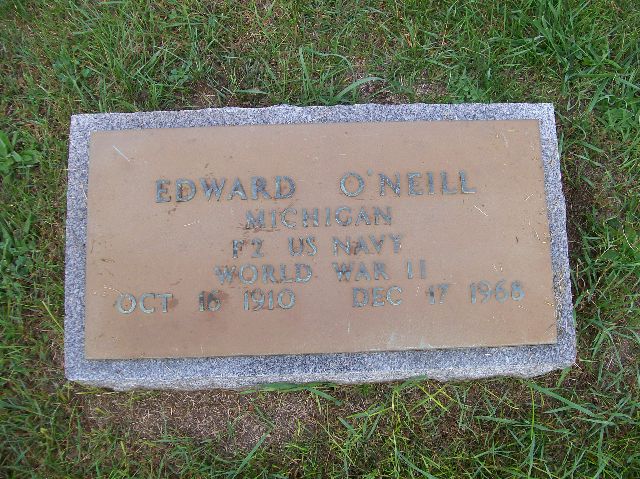 EDWARD O'NEILL
MICHIGAN
F2 US NAVY
WORLD WAR II
OCT 16 1910 DEC 17 1968